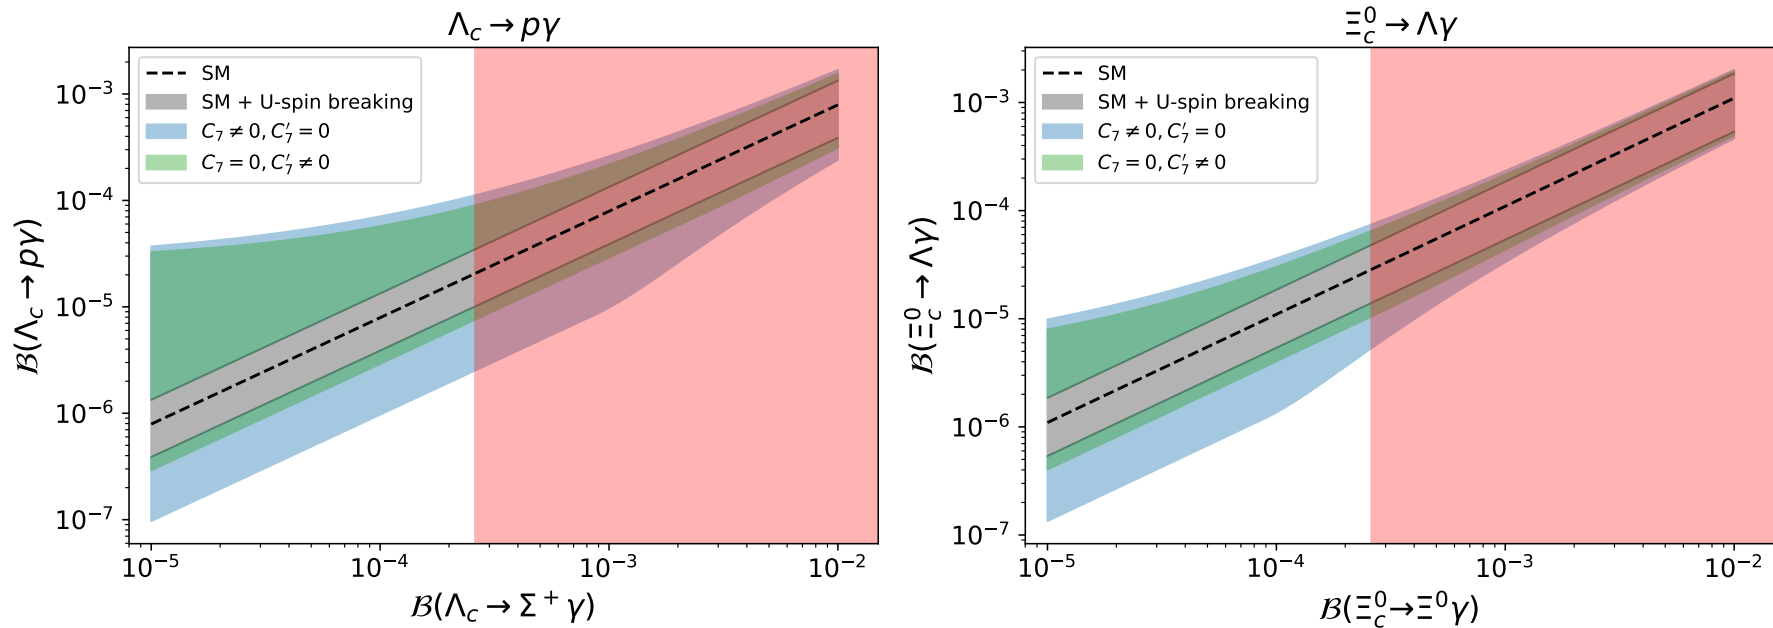 Λc → pγ
SM
SM + U-spin breaking
C7 ≠ 0, C7′ = 0
C7 = 0, C7′ ≠ 0
10⁻³
10⁻⁴
10⁻⁵
10⁻⁶
10⁻⁷
ℬ(Λc → pγ)
10⁻⁵ 10⁻⁴ 10⁻³ 10⁻²
ℬ(Λc → Σ⁺γ)
Ξc⁰ → Λγ
SM
SM + U-spin breaking
C7 ≠ 0, C7′ = 0
C7 = 0, C7′ ≠ 0
10⁻³
10⁻⁴
10⁻⁵
10⁻⁶
10⁻⁷
ℬ(Ξc⁰ → Λγ)
10⁻⁵ 10⁻⁴ 10⁻³ 10⁻²
ℬ(Ξc⁰ → Ξ⁰γ)